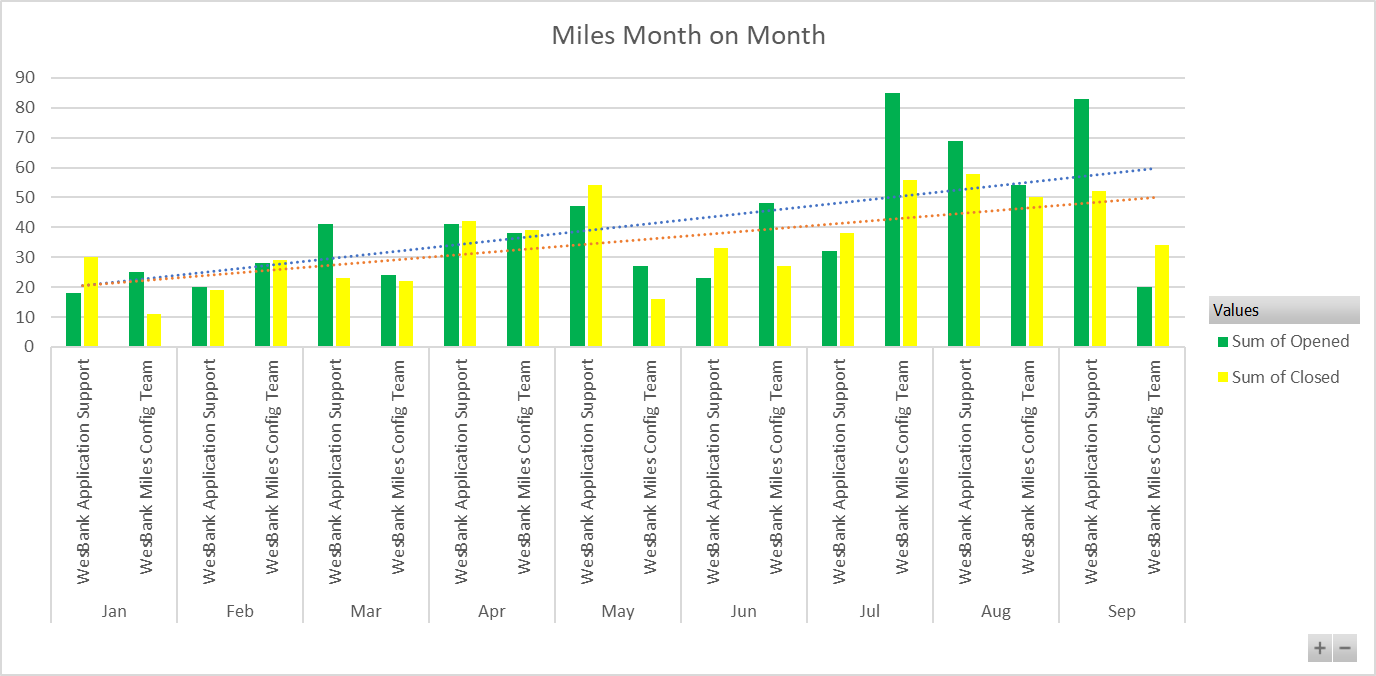 Miles Month on Month
90
80
70
60
50
40
30
20
10
0
WesBank Application Support
WesBank Miles Config Team
WesBank Application Support
WesBank Miles Config Team
WesBank Application Support
WesBank Miles Config Team
WesBank Application Support
WesBank Miles Config Team
WesBank Application Support
WesBank Miles Config Team
WesBank Application Support
WesBank Miles Config Team
WesBank Application Support
WesBank Miles Config Team
WesBank Application Support
WesBank Miles Config Team
WesBank Application Support
WesBank Miles Config Team
Jan Feb Mar Apr May Jun Jul Aug Sep
Values
Sum of Opened
Sum of Closed
+ −